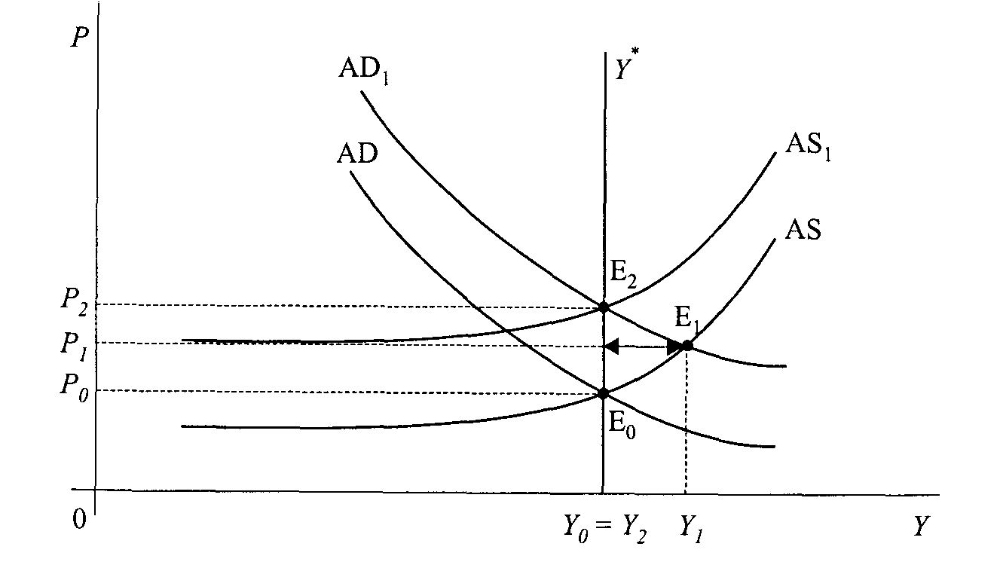 P
AD₁
Y*
AD
AS₁
AS
E₂
P₂
E₁
P₁
P₀
E₀
0
Y₀ = Y₂
Y₁
Y